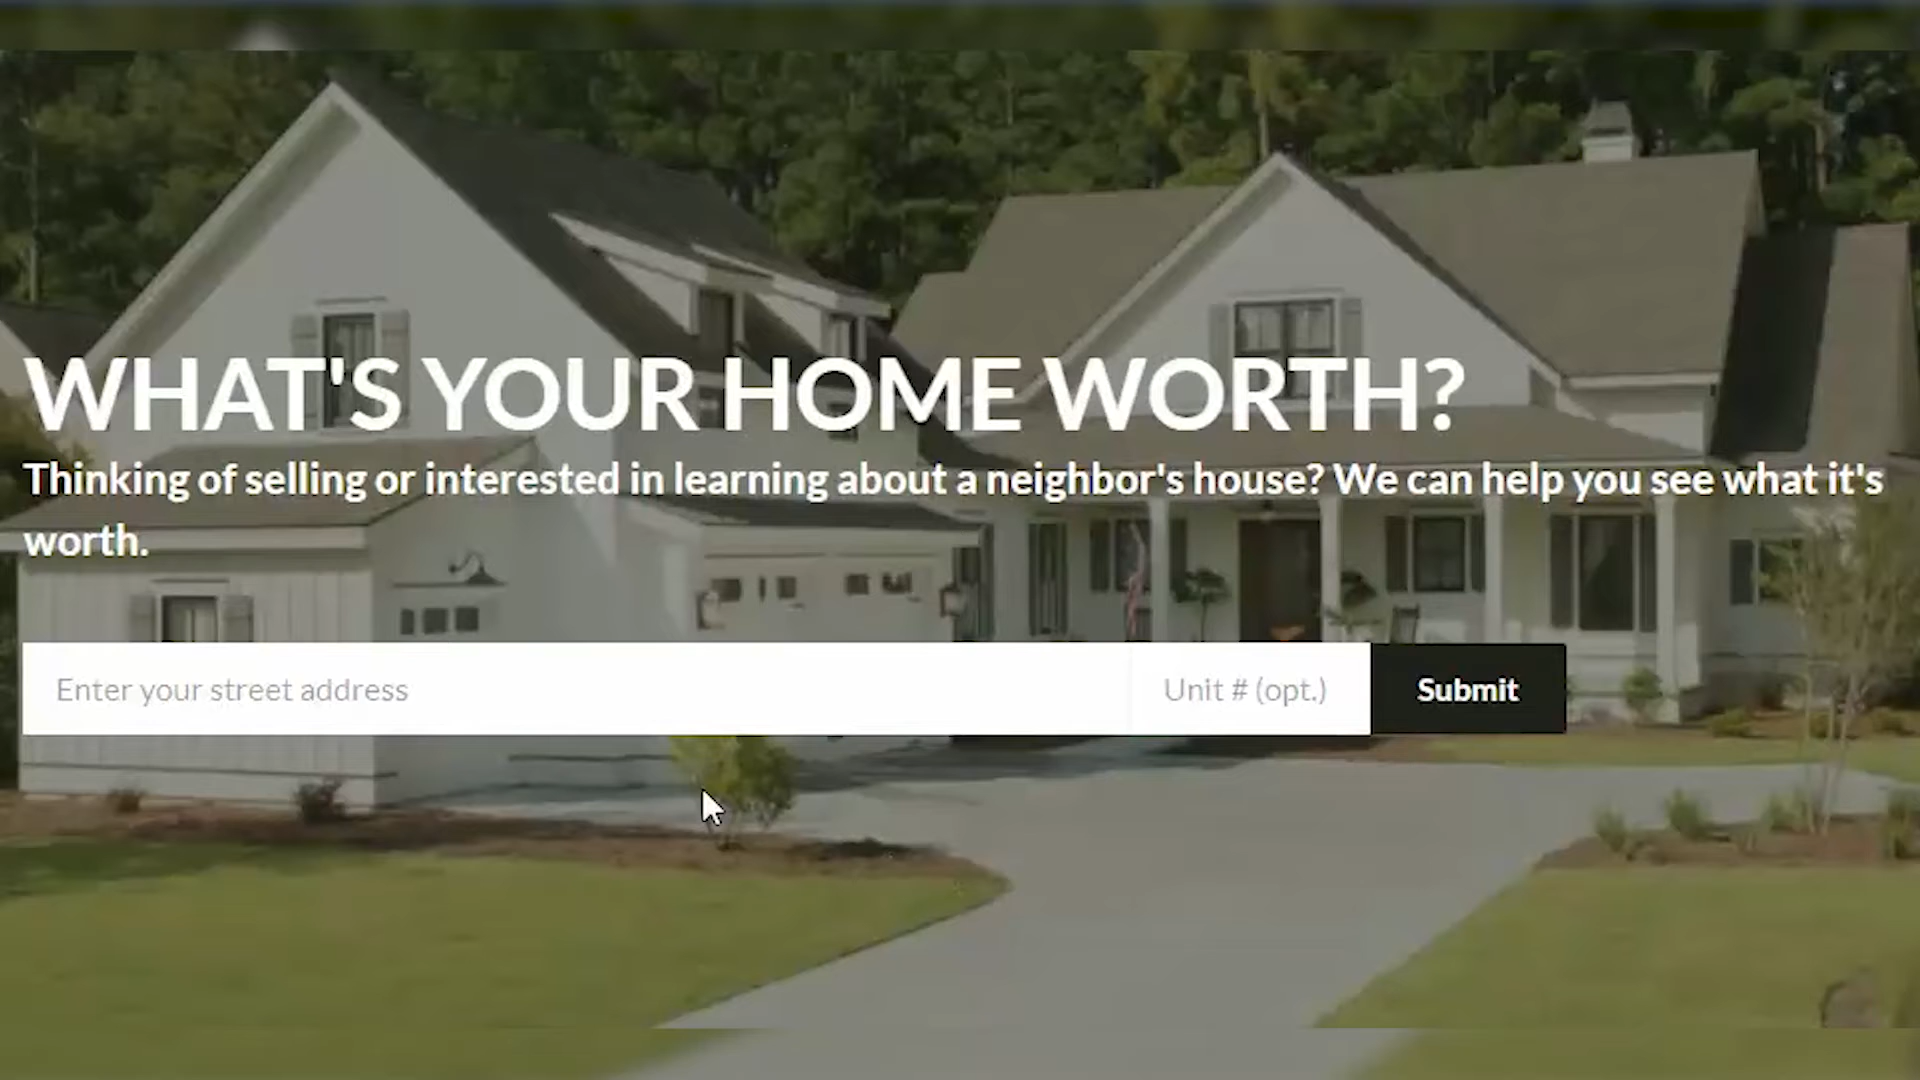 WHAT'S YOUR HOME WORTH?
Thinking of selling or interested in learning about a neighbor's house? We can help you see what it's
worth.
Enter your street address
Unit # (opt.)
Submit